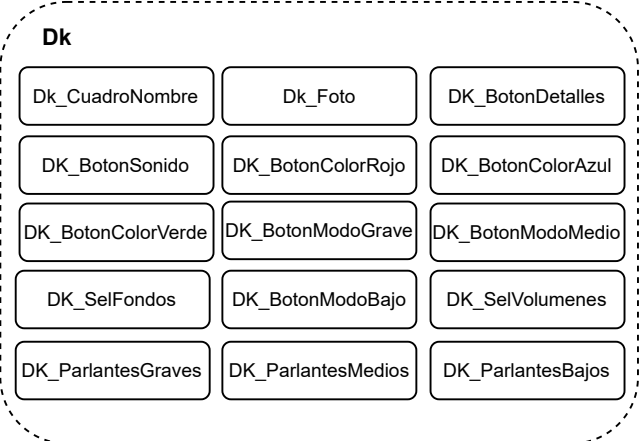 Dk
Dk_CuadroNombre
Dk_Foto
DK_BotonDetalles
DK_BotonSonido
DK_BotonColorRojo
DK_BotonColorAzul
DK_BotonColorVerde
DK_BotonModoGrave
DK_BotonModoMedio
DK_SelFondos
DK_BotonModoBajo
DK_SelVolumenes
DK_ParlantesGraves
DK_ParlantesMedios
DK_ParlantesBajos